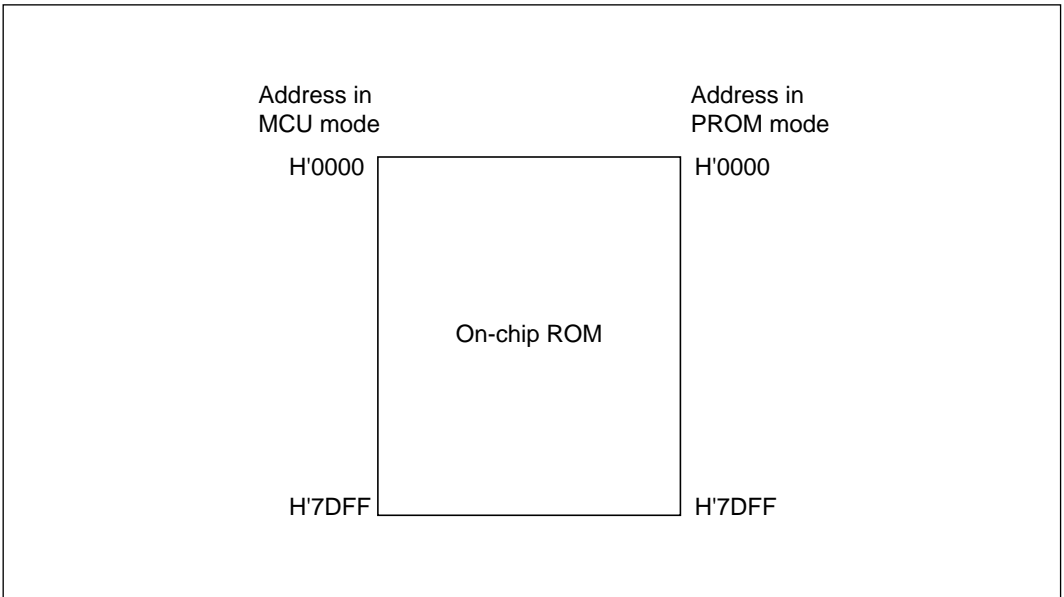 Address in
MCU mode
Address in
PROM mode
H'0000
H'0000
On-chip ROM
H'7DFF
H'7DFF